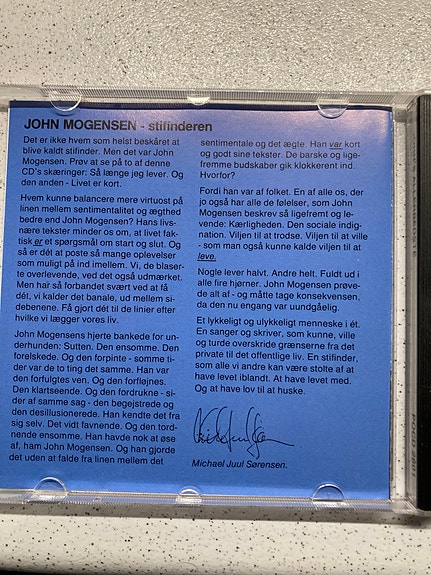 JOHN MOGENSEN - stifinderen
Det er ikke hvem som helst beskåret at
blive kaldt stifinder. Men det var John
Mogensen. Prøv at se på to af denne
CD's skæringer: Så længe jeg lever. Og
den anden - Livet er kort.
Hvem kunne balancere mere virtuost på
linen mellem sentimentalitet og ægthed
bedre end John Mogensen? Hans livs-
nære tekster minder os om, at livet fak-
tisk er et spørgsmål om start og slut. Og
så er dét at poste så mange oplevelser
som muligt på ind imellem. Vi, de blaser-
te overlevende, ved det også udmærket.
Men har så forbandet svært ved at få
dét, vi kalder det banale, ud mellem si-
debenene. Få gjort dét til de linier efter
hvilke vi lægger vores liv.
John Mogensens hjerte bankede for un-
derhunden: Sutten. Den ensomme. Den
forelskede. Og den forpinte - somme ti-
der var de to ting det samme. Han var
den forfulgtes ven. Og den forfløjnes.
Den klartseende. Og den fordrukne - si-
der af samme sag - den begejstrede og
den desillusionerede. Han kendte det fra
sig selv. Det vidt favnende. Og den tord-
nende ensomme. Han havde nok at øse
af, ham John Mogensen. Og han gjorde
det uden at falde fra linen mellem det
sentimentale og det ægte. Han var kort
og godt sine tekster. De barske og lige-
fremme budskaber gik klokkerent ind.
Hvorfor?
Fordi han var af folket. En af alle os, der
jo også har alle de følelser, som John
Mogensen beskrev så ligefremt og le-
vende: Kærligheden. Den sociale indig-
nation. Viljen til at trodse. Viljen til at ville
- som man også kunne kalde viljen til at
leve.
Nogle lever halvt. Andre helt. Fuldt ud i
alle fire hjørner. John Mogensen prøve-
de alt af - og måtte tage konsekvensen,
da den nu engang var uundgåelig.
Et lykkeligt og ulykkeligt menneske i ét.
En sanger og skriver, som kunne, ville
og turde overskride grænserne fra det
private til det offentlige liv. En stifinder,
som alle vi andre kan være stolte af at
have levet iblandt. At have levet med.
Og at have lov til at huske.
Michael Juul Sørensen.